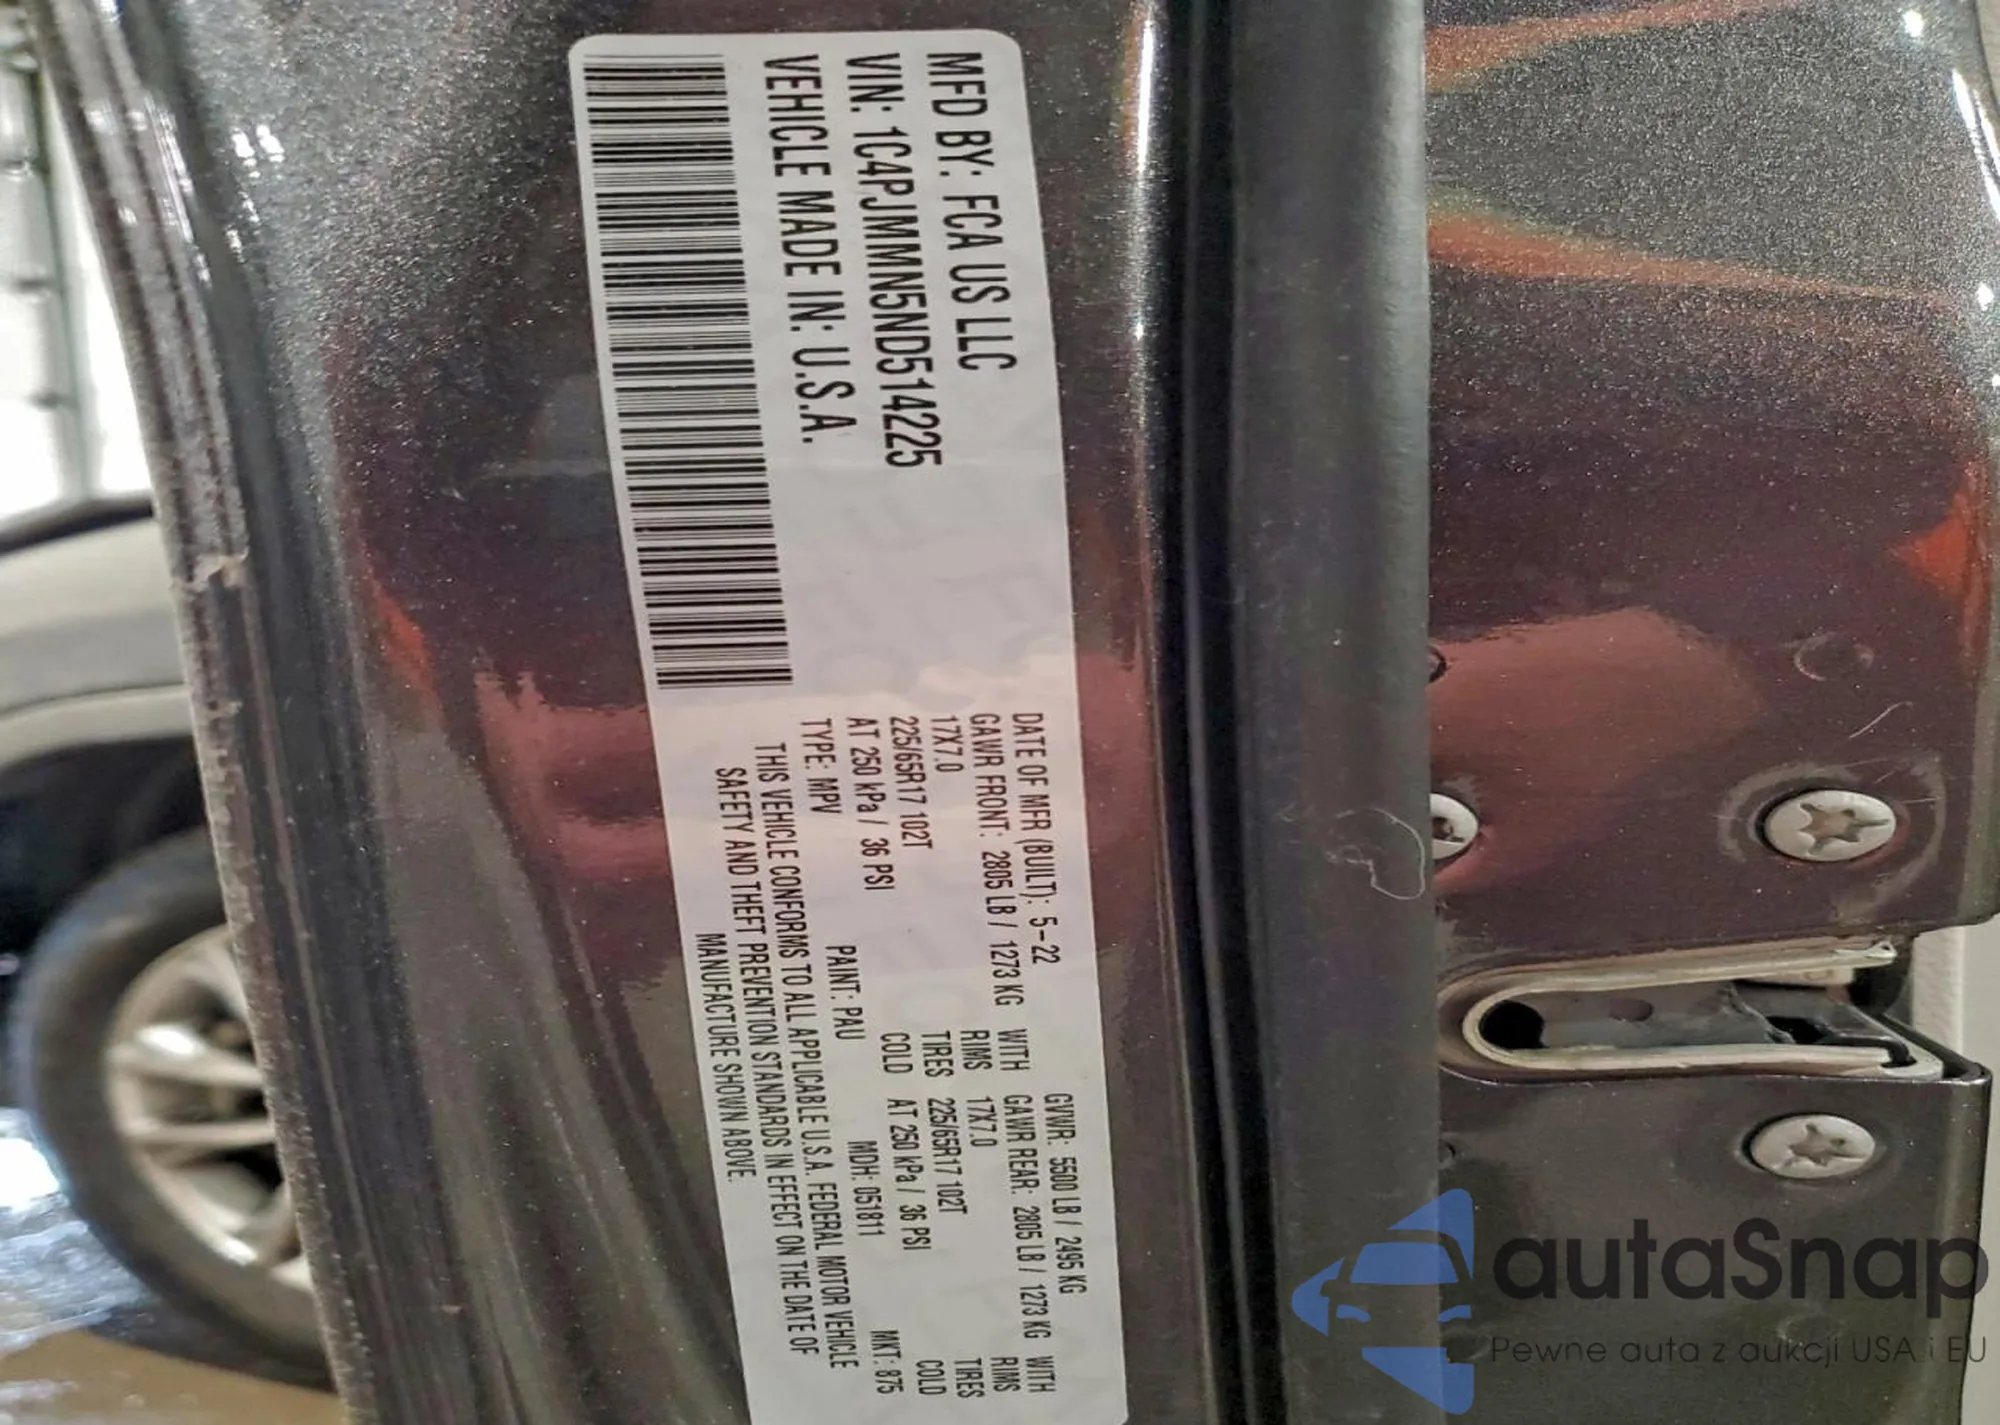 MFD BY: FCA US LLC
VIN: 1C4PJMMN5ND514225
VEHICLE MADE IN: U.S.A.
DATE OF MFR (BUILT): 5-22 GVWR: 5500 LB / 2495 KG
GAWR FRONT: 2805 LB / 1273 KG WITH GAWR REAR: 2805 LB / 1273 KG WITH
17X7.0 RIMS 17X7.0 RIMS
225/65R17 102T TIRES 225/65R17 102T TIRES
AT 250 kPa / 36 PSI COLD AT 250 kPa / 36 PSI COLD
TYPE: MPV PAINT: PAU MDH: 051811 MKT: 875
THIS VEHICLE CONFORMS TO ALL APPLICABLE U.S.A. FEDERAL MOTOR VEHICLE
SAFETY AND THEFT PREVENTION STANDARDS IN EFFECT ON THE DATE OF
MANUFACTURE SHOWN ABOVE.
autaSnap
Pewne auta z aukcji USA i EU